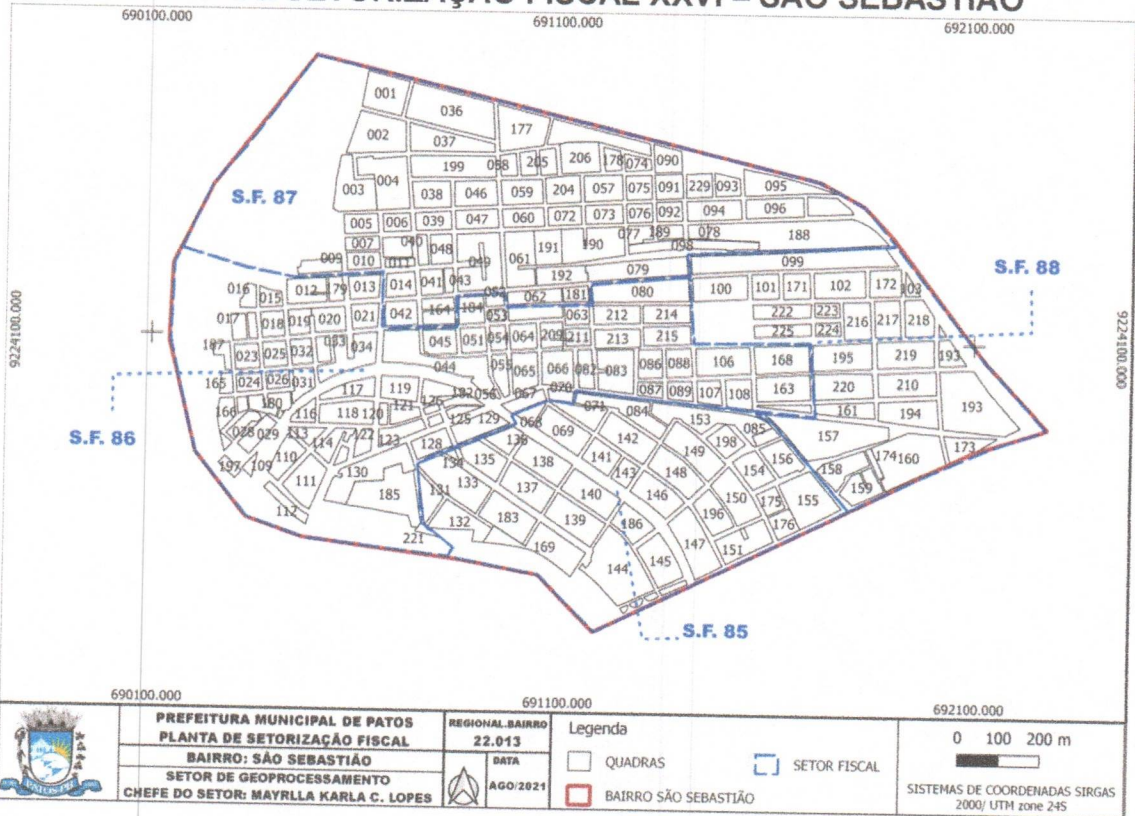 SETORIZAÇÃO FISCAL XXVI – SÃO SEBASTIÃO
690100.000 691100.000 692100.000
001 036
177
002 037
199 088 205 206 178 074 090
003 004
038 046 059 204 057 075 091 229 093 095
S.F. 87
005 006 039 047 060 072 073 076 092 094 096
007 040 048 191 190 077 189 078 188
009 010 011 049 061 098
099
192 079
S.F. 88
016 015 012 79 013 014 041 043 052 062 181 080 100 101 171 102 172 103
017 018 019 020 021 042 164 184 053 063 212 214 222 223 216 217 218
225 224
9224100.000 9224100.000
187 023 025 032 033 034 045 051 054 064 209 211 213 215
044 055 065 066 082 083 086 088 106 168 195 219 193
165 024 026 031 117 119 192 056 067 070 087 089 107 108 163 220 210
166 180 116 118 120 121 126 125 129 068 071 084 153 161 194 193
S.F. 86
028 029 113 114 122 123 128 136 069 142 198 085 157 173
197 109 110 130 134 135 138 141 143 149 156 174 160
111 185 131 133 137 140 148 154 158
112 132 183 139 146 150 175 155 159
221 169 186 196 176
144 145 147 151
S.F. 85
690100.000 691100.000 692100.000
PREFEITURA MUNICIPAL DE PATOS
PLANTA DE SETORIZAÇÃO FISCAL
BAIRRO: SÃO SEBASTIÃO
SETOR DE GEOPROCESSAMENTO
CHEFE DO SETOR: MAYRLLA KARLA C. LOPES
REGIONAL.BAIRRO
22.013
DATA
AGO/2021
Legenda
QUADRAS
SETOR FISCAL
BAIRRO SÃO SEBASTIÃO
0 100 200 m
SISTEMAS DE COORDENADAS SIRGAS
2000/ UTM zone 24S
PATOS-PB